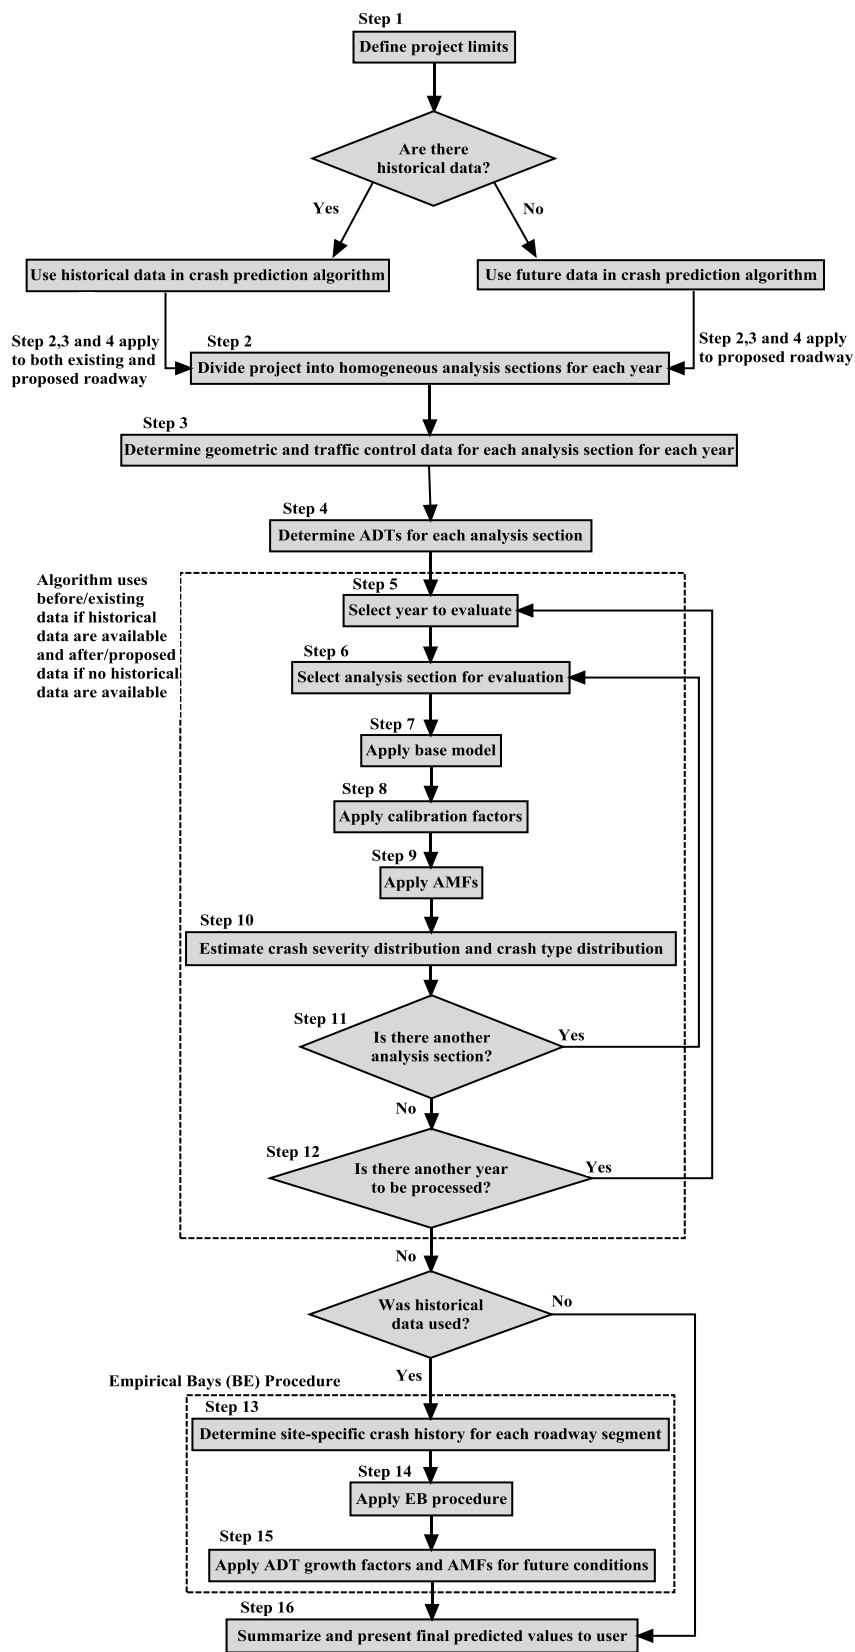 Step 1
Define project limits
Are there
historical data?
Yes
No
Use historical data in crash prediction algorithm
Use future data in crash prediction algorithm
Step 2,3 and 4 apply
to both existing and
proposed roadway
Step 2
Step 2,3 and 4 apply
to proposed roadway
Divide project into homogeneous analysis sections for each year
Step 3
Determine geometric and traffic control data for each analysis section for each year
Step 4
Determine ADTs for each analysis section
Algorithm uses
before/existing
data if historical
data are available
and after/proposed
data if no historical
data are available
Step 5
Select year to evaluate
Step 6
Select analysis section for evaluation
Step 7
Apply base model
Step 8
Apply calibration factors
Step 9
Apply AMFs
Step 10
Estimate crash severity distribution and crash type distribution
Step 11
Is there another
analysis section?
Yes
No
Step 12
Is there another year
to be processed?
Yes
No
Was historical
data used?
No
Yes
Empirical Bays (BE) Procedure
Step 13
Determine site-specific crash history for each roadway segment
Step 14
Apply EB procedure
Step 15
Apply ADT growth factors and AMFs for future conditions
Step 16
Summarize and present final predicted values to user